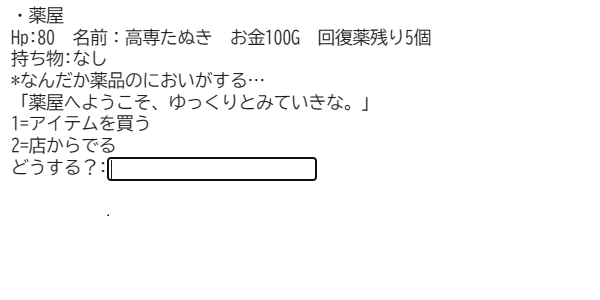 ・薬屋
Hp:80　名前：高専たぬき　お金100G　回復薬残り5個
持ち物:なし
*なんだか薬品のにおいがする…
「薬屋へようこそ、ゆっくりとみていきな。」
1=アイテムを買う
2=店からでる
どうする？: